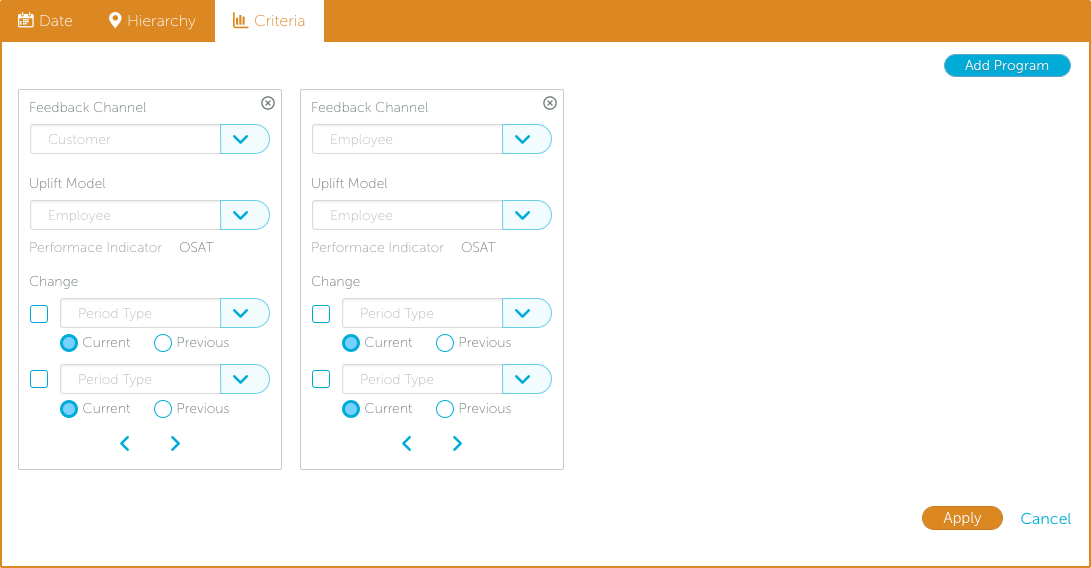 Date Hierarchy Criteria
Add Program
Feedback Channel
Customer
Uplift Model
Employee
Performace Indicator OSAT
Change
Period Type
Current Previous
Period Type
Current Previous
Feedback Channel
Employee
Uplift Model
Employee
Performace Indicator OSAT
Change
Period Type
Current Previous
Period Type
Current Previous
Apply Cancel